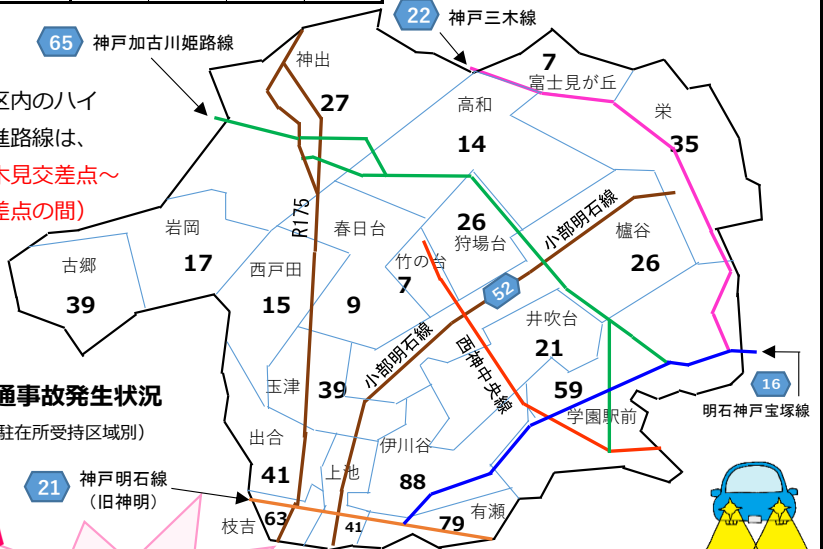 22 神戸三木線
65 神戸加古川姫路線
神出
27
7
富士見が丘
高和
14
栄
35
区内のハイ
進路線は、
木見交差点～
差点の間）
R175
岩岡
17
古郷
39
西戸田
15
春日台
9
竹の台
7
26
狩場台
小部明石線
櫨谷
26
52
小部明石線
西神中央線
井吹台
21
59
学園駅前
16
明石神戸宝塚線
通事故発生状況
駐在所受持区域別）
玉津
39
出合
41
上池
伊川谷
88
21 神戸明石線
（旧神明）
枝吉
63
41
79
有瀬